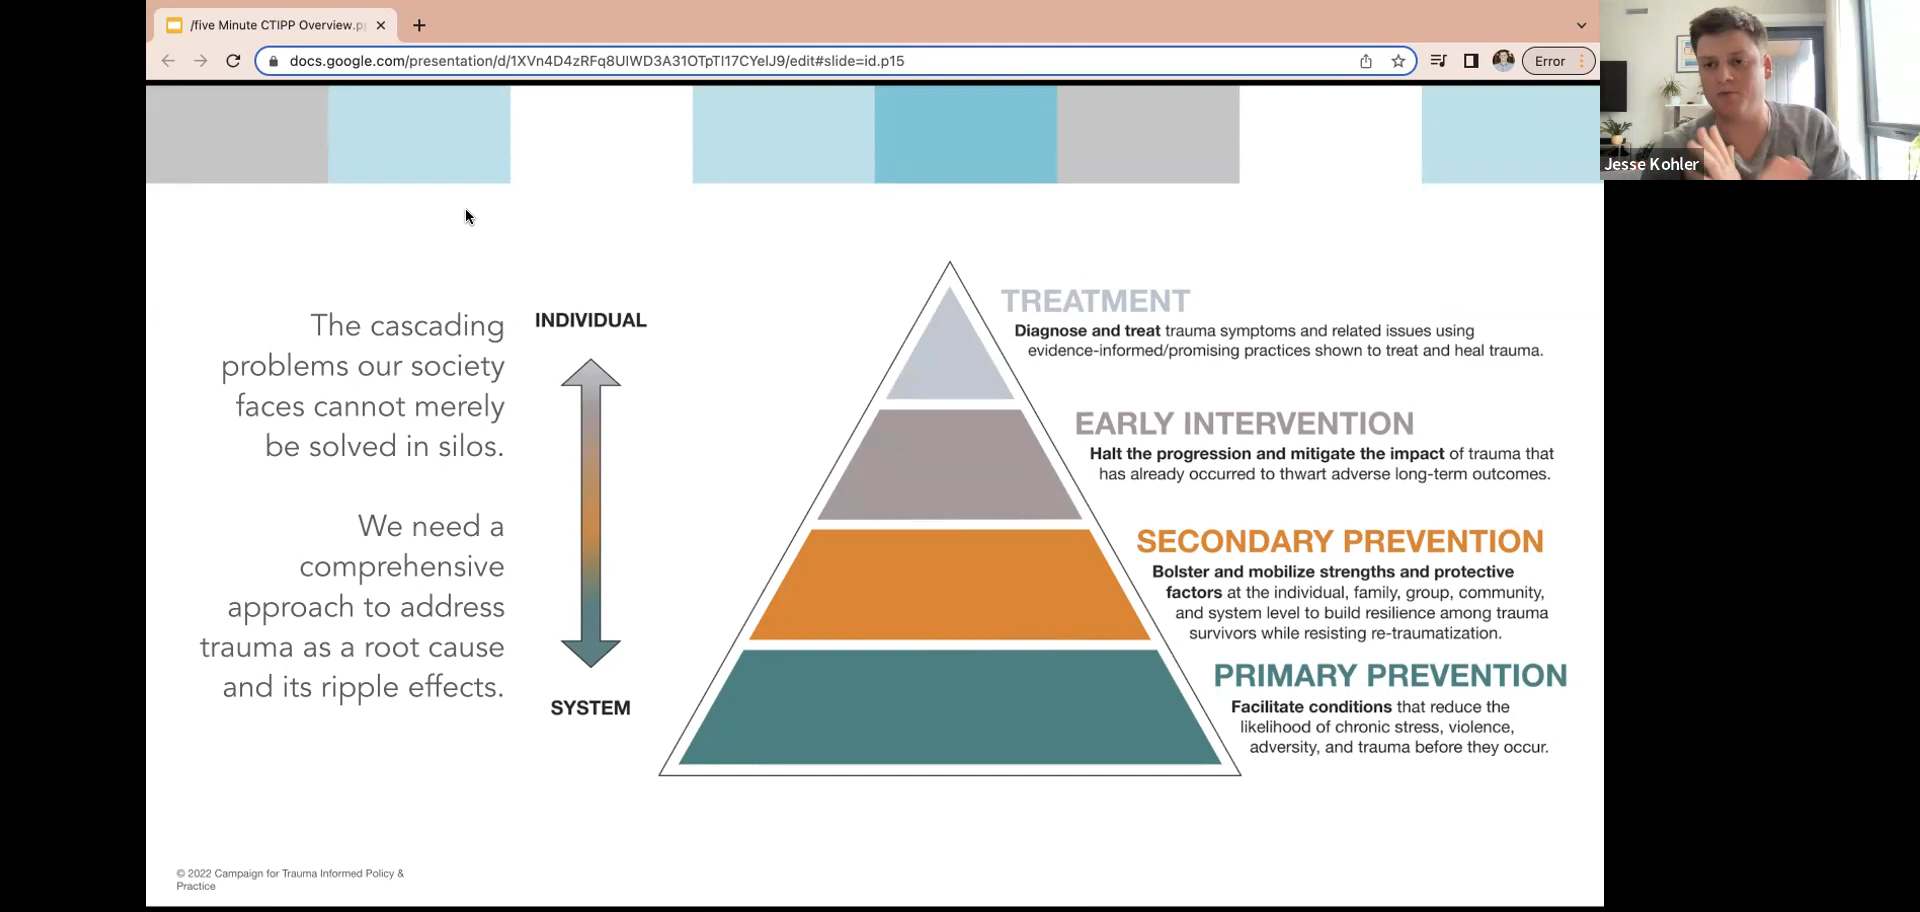 /five Minute CTIPP Overview.p
docs.google.com/presentation/d/1XVn4D4zRFq8UIWD3A31OTpTI17CYelJ9/edit#slide=id.p15
Error
Jesse Kohler
The cascading
problems our society
faces cannot merely
be solved in silos.
We need a
comprehensive
approach to address
trauma as a root cause
and its ripple effects.
INDIVIDUAL
SYSTEM
TREATMENT
Diagnose and treat trauma symptoms and related issues using
evidence-informed/promising practices shown to treat and heal trauma.
EARLY INTERVENTION
Halt the progression and mitigate the impact of trauma that
has already occurred to thwart adverse long-term outcomes.
SECONDARY PREVENTION
Bolster and mobilize strengths and protective
factors at the individual, family, group, community,
and system level to build resilience among trauma
survivors while resisting re-traumatization.
PRIMARY PREVENTION
Facilitate conditions that reduce the
likelihood of chronic stress, violence,
adversity, and trauma before they occur.
© 2022 Campaign for Trauma Informed Policy &
Practice